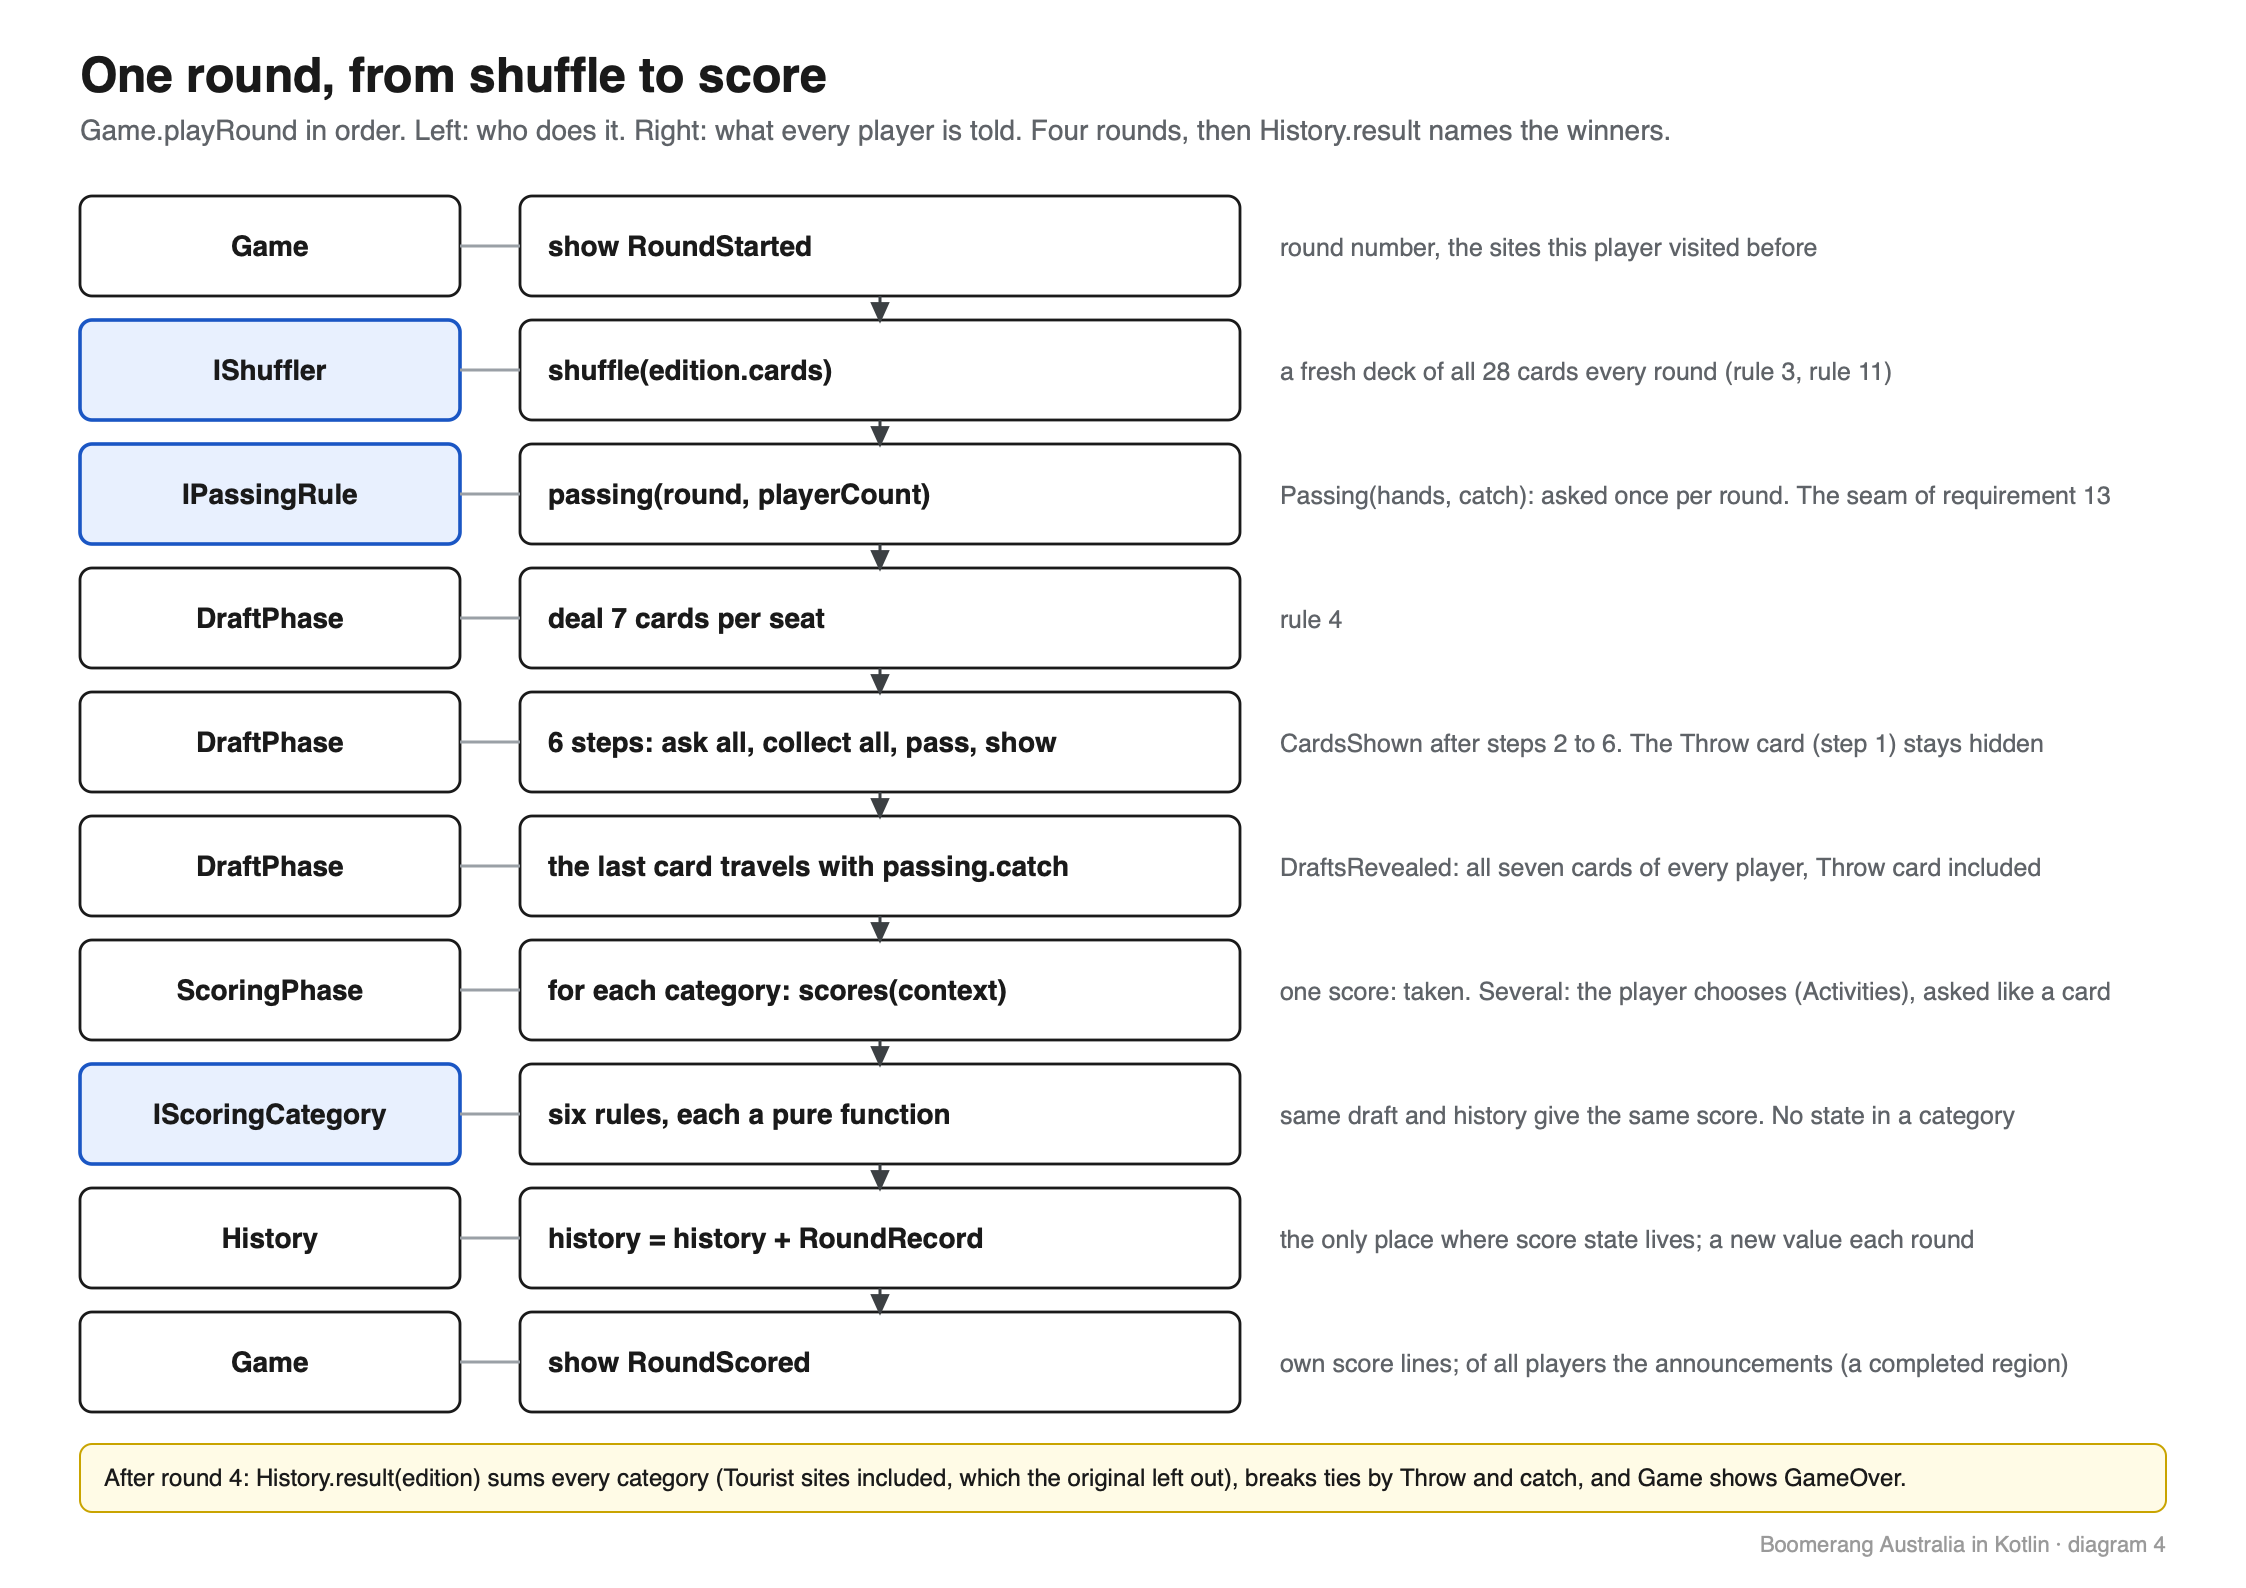 One round, from shuffle to score
Game.playRound in order. Left: who does it. Right: what every player is told. Four rounds, then History.result names the winners.
Game
show RoundStarted
round number, the sites this player visited before
IShuffler
shuffle(edition.cards)
a fresh deck of all 28 cards every round (rule 3, rule 11)
IPassingRule
passing(round, playerCount)
Passing(hands, catch): asked once per round. The seam of requirement 13
DraftPhase
deal 7 cards per seat
rule 4
DraftPhase
6 steps: ask all, collect all, pass, show
CardsShown after steps 2 to 6. The Throw card (step 1) stays hidden
DraftPhase
the last card travels with passing.catch
DraftsRevealed: all seven cards of every player, Throw card included
ScoringPhase
for each category: scores(context)
one score: taken. Several: the player chooses (Activities), asked like a card
IScoringCategory
six rules, each a pure function
same draft and history give the same score. No state in a category
History
history = history + RoundRecord
the only place where score state lives; a new value each round
Game
show RoundScored
own score lines; of all players the announcements (a completed region)
After round 4: History.result(edition) sums every category (Tourist sites included, which the original left out), breaks ties by Throw and catch, and Game shows GameOver.
Boomerang Australia in Kotlin · diagram 4